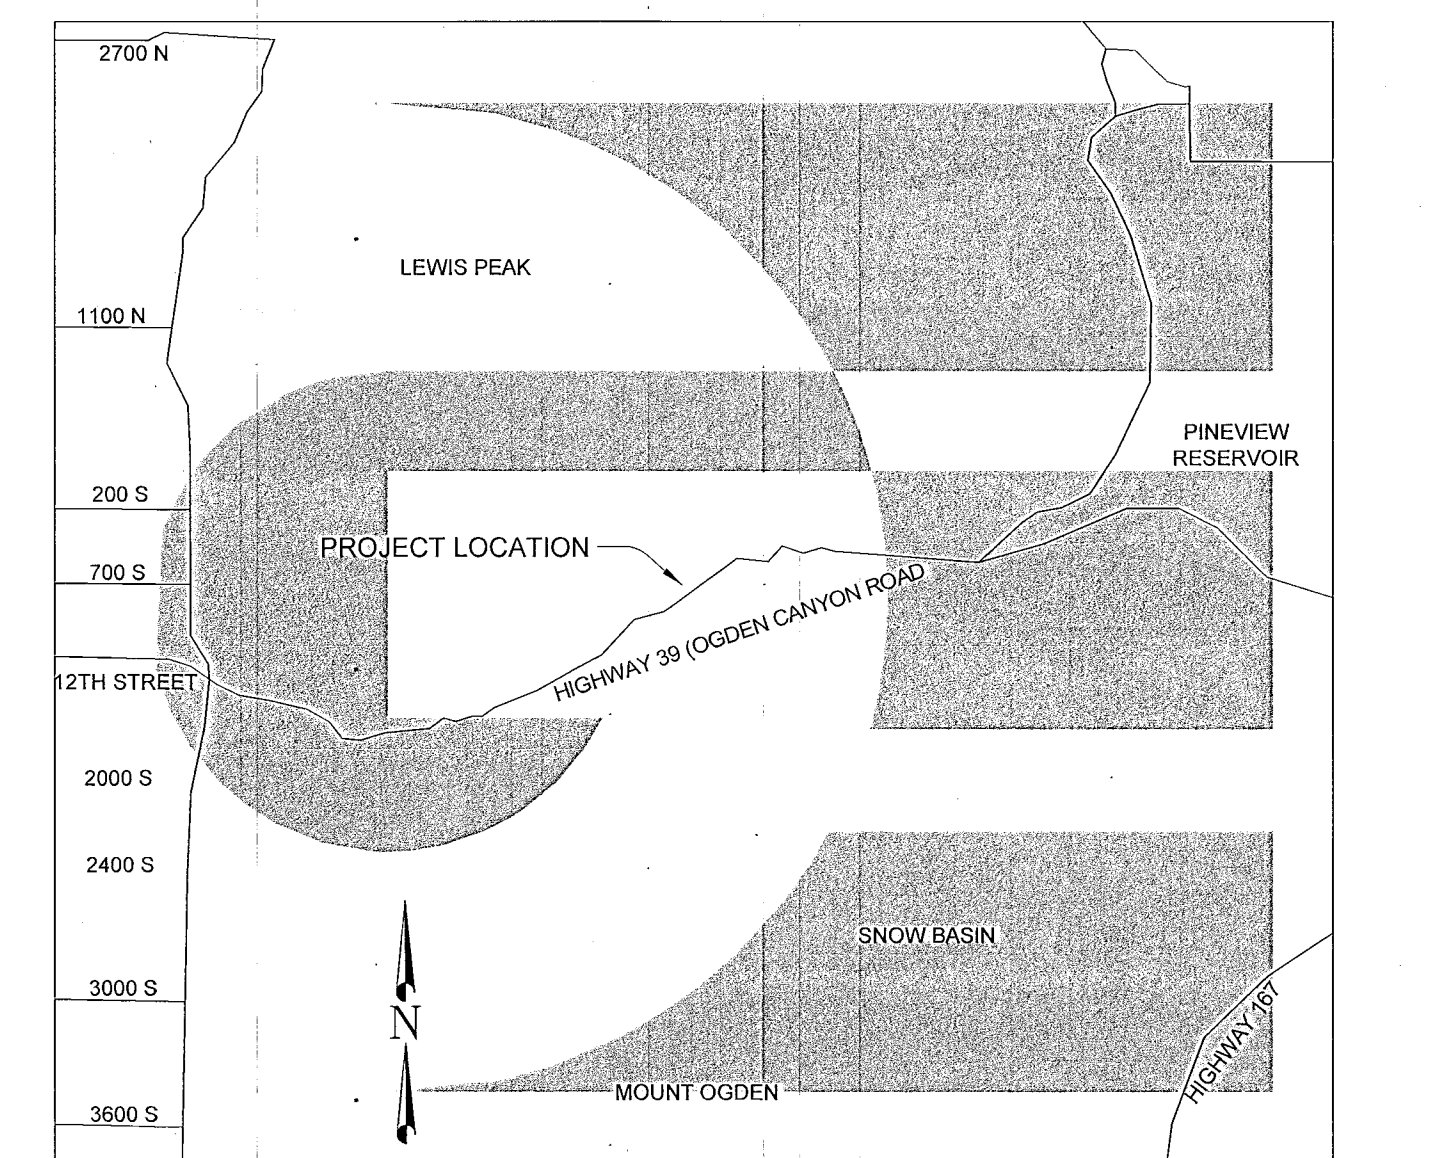 2700 N
LEWIS PEAK
1100 N
PINEVIEW
RESERVOIR
200 S
PROJECT LOCATION
700 S
HIGHWAY 39 (OGDEN CANYON ROAD
12TH STREET
2000 S
2400 S
SNOW BASIN
3000 S
N
HIGHWAY 167
MOUNT OGDEN
3600 S